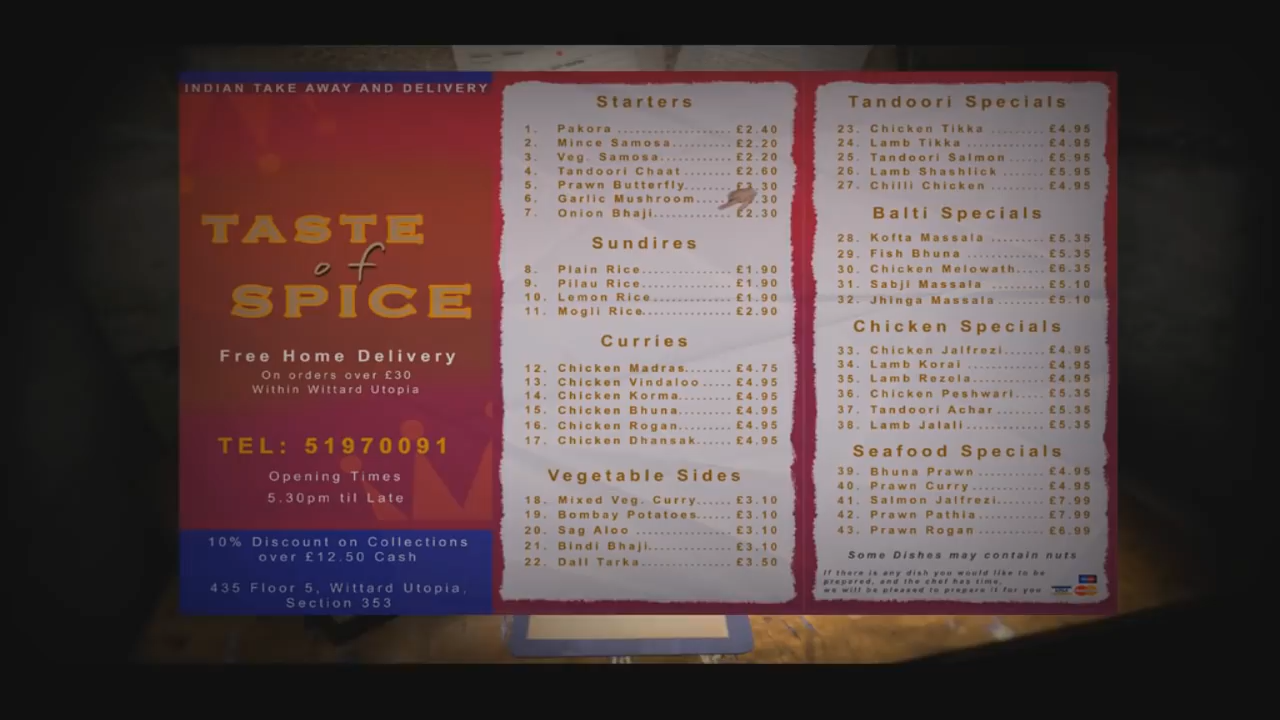 INDIAN TAKE AWAY AND DELIVERY
TASTE
of
SPICE
Free Home Delivery
On orders over £30
Within Wittard Utopia
TEL: 51970091
Opening Times
5.30pm til Late
10% Discount on Collections
over £12.50 Cash
435 Floor 5, Wittard Utopia,
Section 353
Starters
1. Pakora .................. £2.40
2. Mince Samosa......... £2.20
3. Veg. Samosa........... £2.20
4. Tandoori Chaat....... £2.60
5. Prawn Butterfly.......
6. Garlic Mushroom.....
7. Onion Bhaji............ £2.30
Sundires
8. Plain Rice.............. £1.90
9. Pilau Rice.............. £1.90
10. Lemon Rice............ £1.90
11. Mogli Rice............. £2.90
Curries
12. Chicken Madras....... £4.75
13. Chicken Vindaloo ..... £4.95
14. Chicken Korma........ £4.95
15. Chicken Bhuna........ £4.95
16. Chicken Rogan........ £4.95
17. Chicken Dhansak..... £4.95
Vegetable Sides
18. Mixed Veg. Curry..... £3.10
19. Bombay Potatoes..... £3.10
20. Sag Aloo ............... £3.10
21. Bindi Bhaji............. £3.10
22. Dall Tarka.............. £3.50
Tandoori Specials
23. Chicken Tikka ......... £4.95
24. Lamb Tikka ............ £4.95
25. Tandoori Salmon ..... £5.95
26. Lamb Shashlick ....... £5.95
27. Chilli Chicken ......... £4.95
Balti Specials
28. Kofta Massala ......... £5.35
29. Fish Bhuna ............ £5.35
30. Chicken Melowath.... £6.35
31. Sabji Massala ......... £5.10
32. Jhinga Massala....... £5.10
Chicken Specials
33. Chicken Jalfrezi....... £4.95
34. Lamb Korai ............ £4.95
35. Lamb Rezela........... £4.95
36. Chicken Peshwari..... £5.35
37. Tandoori Achar ....... £5.35
38. Lamb Jalali............. £5.35
Seafood Specials
39. Bhuna Prawn .......... £4.95
40. Prawn Curry........... £4.95
41. Salmon Jalfrezi....... £7.99
42. Prawn Pathia.......... £7.99
43. Prawn Rogan.......... £6.99
Some Dishes may contain nuts
If there is any dish you would like to be
prepared, and the chef has time,
we will be pleased to prepare it for you